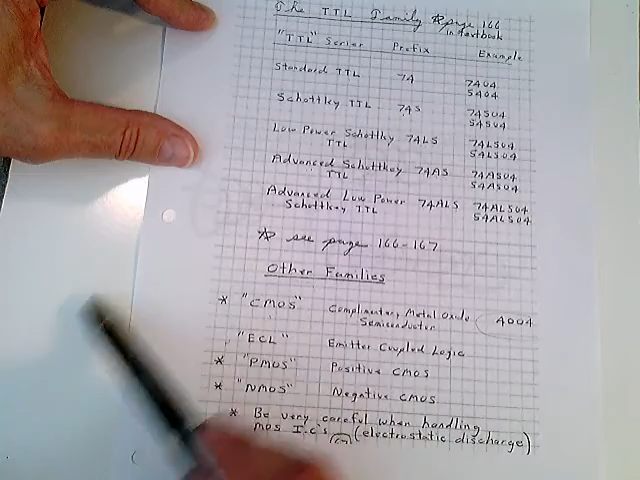 The TTL Family * page 166
in textbook
"TTL" Series Prefix Example
Standard TTL 74 7404
5404
Schottky TTL 74S 74S04
54S04
Low Power Schottky 74LS 74LS04
TTL 54LS04
Advanced Schottkey 74AS 74AS04
TTL 54AS04
Advanced Low Power 74ALS 74ALS04
Schottkey TTL 54ALS04
* see page 166-167
Other Families
* "CMOS" Complimentary Metal Oxide 4004
Semiconductor
"ECL" Emitter Coupled Logic
* "PMOS" Positive CMOS
* "NMOS" Negative CMOS
* Be very careful when handling
MOS I.C's (electrostatic discharge)